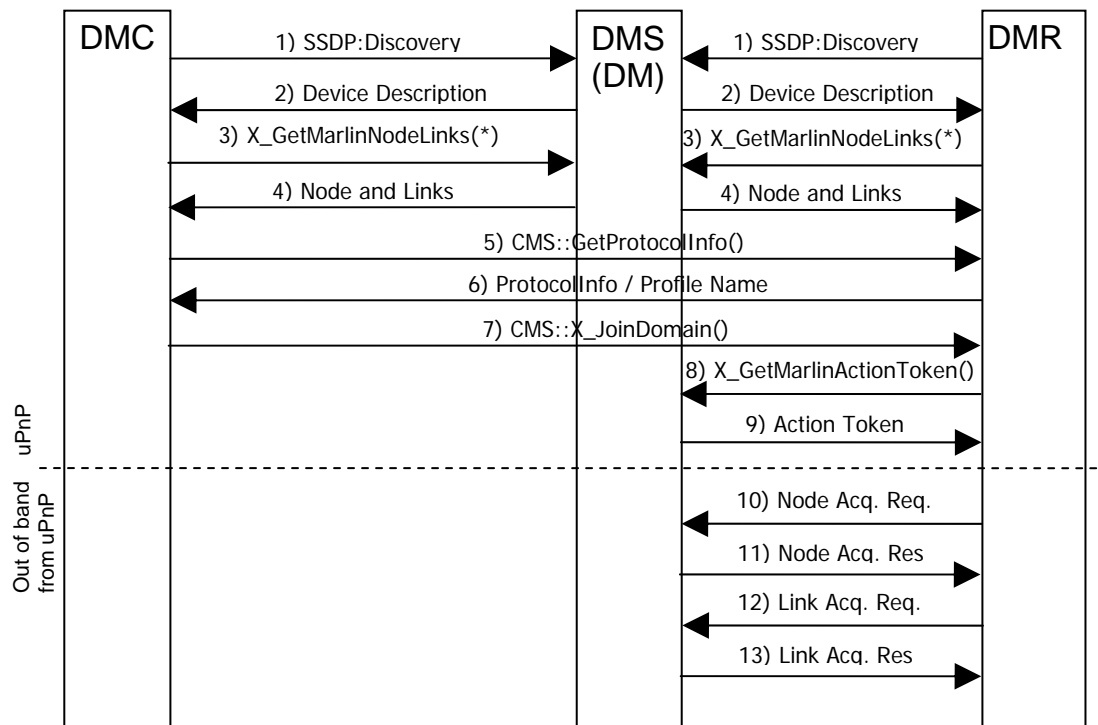 DMC
DMS
(DM)
DMR
1) SSDP:Discovery
1) SSDP:Discovery
2) Device Description
2) Device Description
3) X_GetMarlinNodeLinks(*)
3) X_GetMarlinNodeLinks(*)
4) Node and Links
4) Node and Links
5) CMS::GetProtocolInfo()
6) ProtocolInfo / Profile Name
7) CMS::X_JoinDomain()
8) X_GetMarlinActionToken()
9) Action Token
uPnP
Out of band
from uPnP
10) Node Acq. Req.
11) Node Acq. Res
12) Link Acq. Req.
13) Link Acq. Res